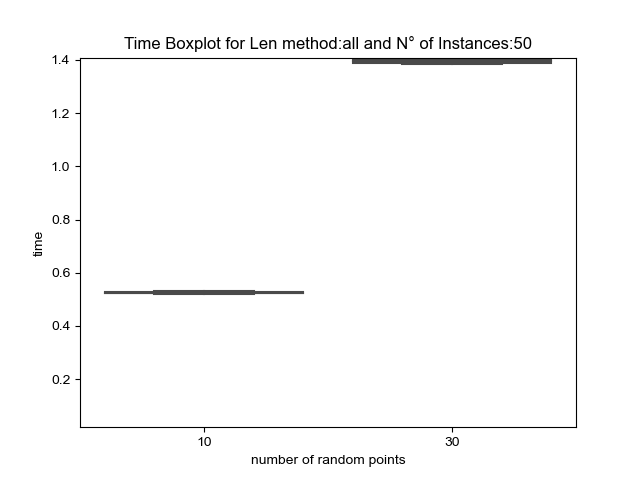 Time Boxplot for Len method:all and N° of Instances:50
1.4
1.2
1.0
0.8
0.6
0.4
0.2
time
10 30
number of random points